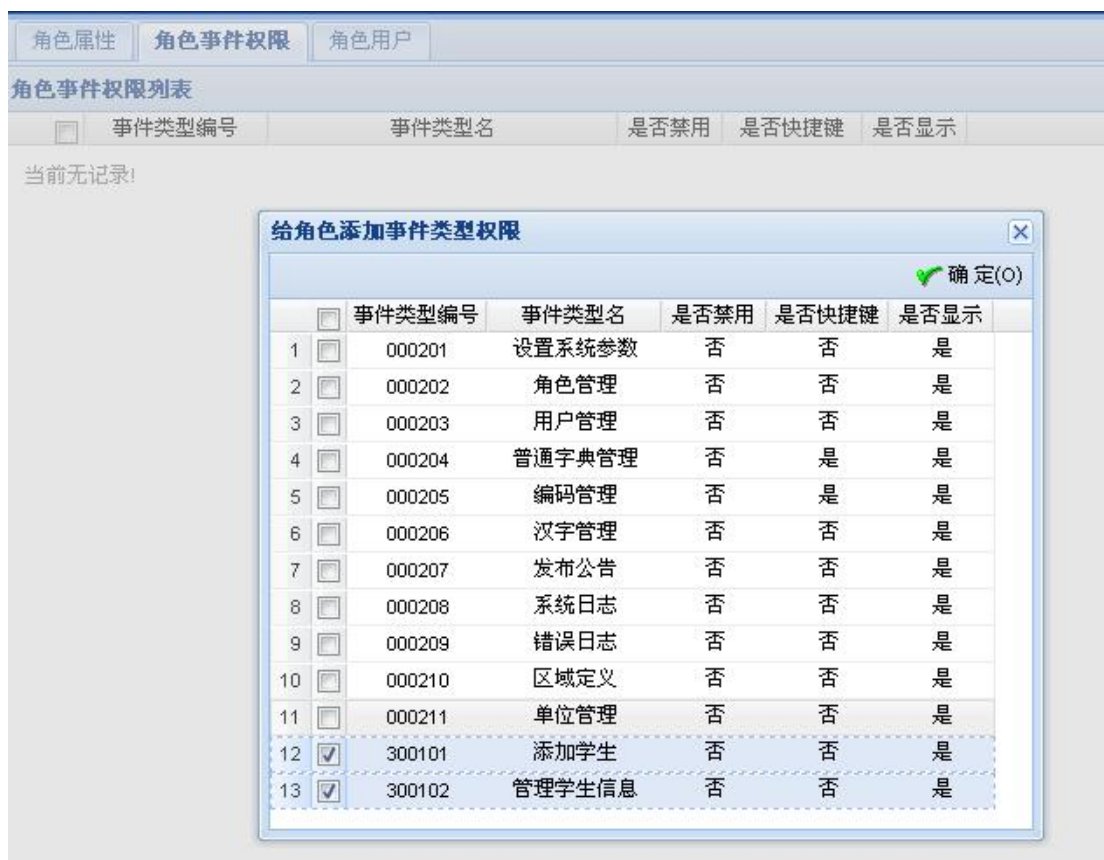 角色属性 角色事件权限 角色用户
角色事件权限列表
事件类型编号 事件类型名 是否禁用 是否快捷键 是否显示
当前无记录!
给角色添加事件类型权限
确 定(O)
事件类型编号 事件类型名 是否禁用 是否快捷键 是否显示
1 000201 设置系统参数 否 否 是
2 000202 角色管理 否 否 是
3 000203 用户管理 否 否 是
4 000204 普通字典管理 否 是 是
5 000205 编码管理 否 是 是
6 000206 汉字管理 否 否 是
7 000207 发布公告 否 否 是
8 000208 系统日志 否 否 是
9 000209 错误日志 否 否 是
10 000210 区域定义 否 否 是
11 000211 单位管理 否 否 是
12 300101 添加学生 否 否 是
13 300102 管理学生信息 否 否 是